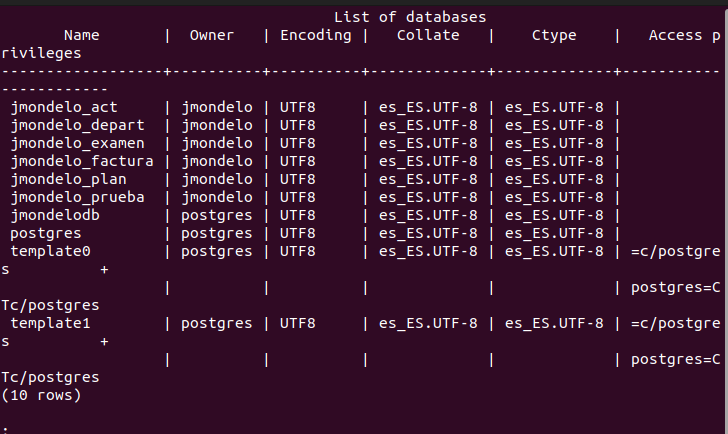 List of databases
Name | Owner | Encoding | Collate | Ctype | Access p
rivileges
------------------+----------+----------+-------------+-------------+-----------
------------
jmondelo_act | jmondelo | UTF8 | es_ES.UTF-8 | es_ES.UTF-8 |
jmondelo_depart | jmondelo | UTF8 | es_ES.UTF-8 | es_ES.UTF-8 |
jmondelo_examen | jmondelo | UTF8 | es_ES.UTF-8 | es_ES.UTF-8 |
jmondelo_factura | jmondelo | UTF8 | es_ES.UTF-8 | es_ES.UTF-8 |
jmondelo_plan | jmondelo | UTF8 | es_ES.UTF-8 | es_ES.UTF-8 |
jmondelo_prueba | jmondelo | UTF8 | es_ES.UTF-8 | es_ES.UTF-8 |
jmondelodb | postgres | UTF8 | es_ES.UTF-8 | es_ES.UTF-8 |
postgres | postgres | UTF8 | es_ES.UTF-8 | es_ES.UTF-8 |
template0 | postgres | UTF8 | es_ES.UTF-8 | es_ES.UTF-8 | =c/postgre
s +
| | | | | postgres=C
Tc/postgres
template1 | postgres | UTF8 | es_ES.UTF-8 | es_ES.UTF-8 | =c/postgre
s +
| | | | | postgres=C
Tc/postgres
(10 rows)
: